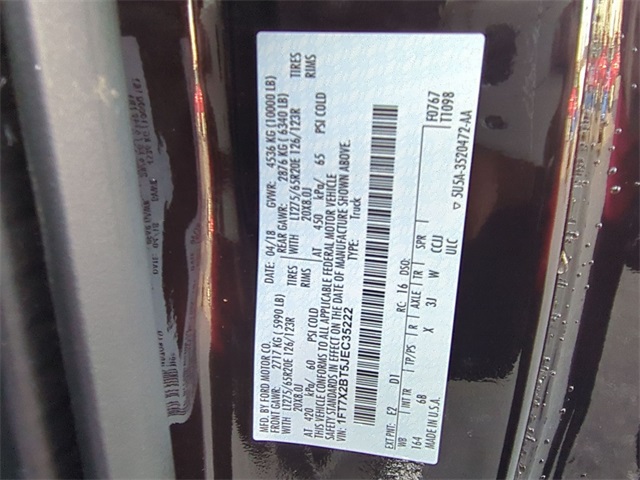 MFD. BY FORD MOTOR CO.
DATE: 04/18 GVWR: 4536 KG (10000 LB)
FRONT GAWR: 2717 KG (5990 LB) REAR GAWR: 2876 KG (6340 LB)
WITH LT275/65R20E 126/123R TIRES WITH LT275/65R20E 126/123R TIRES
20X8.0J RIMS 20X8.0J RIMS
AT 420 kPa/ 60 PSI COLD AT 450 kPa/ 65 PSI COLD
THIS VEHICLE CONFORMS TO ALL APPLICABLE FEDERAL MOTOR VEHICLE
SAFETY STANDARDS IN EFFECT ON THE DATE OF MANUFACTURE SHOWN ABOVE.
VIN: 1FT7X2BT5JEC35222
TYPE: Truck
F0767
T1098
EXT PNT: E2 D1 RC: 16 DSO:
WB INT TR TP/PS R AXLE TR SPR
164 6B X 3J W CCIJ
MADE IN U.S.A. ULC
5U5A-3520472-AA